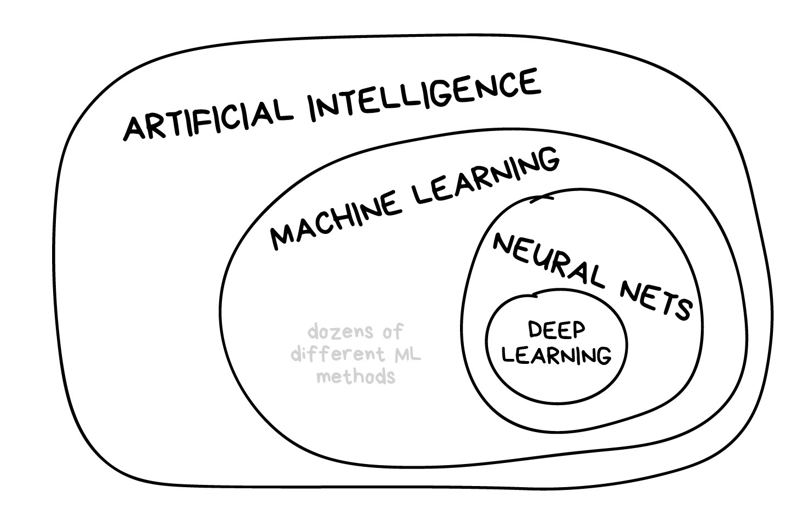 ARTIFICIAL INTELLIGENCE
MACHINE LEARNING
NEURAL NETS
DEEP
LEARNING
dozens of
different ML
methods